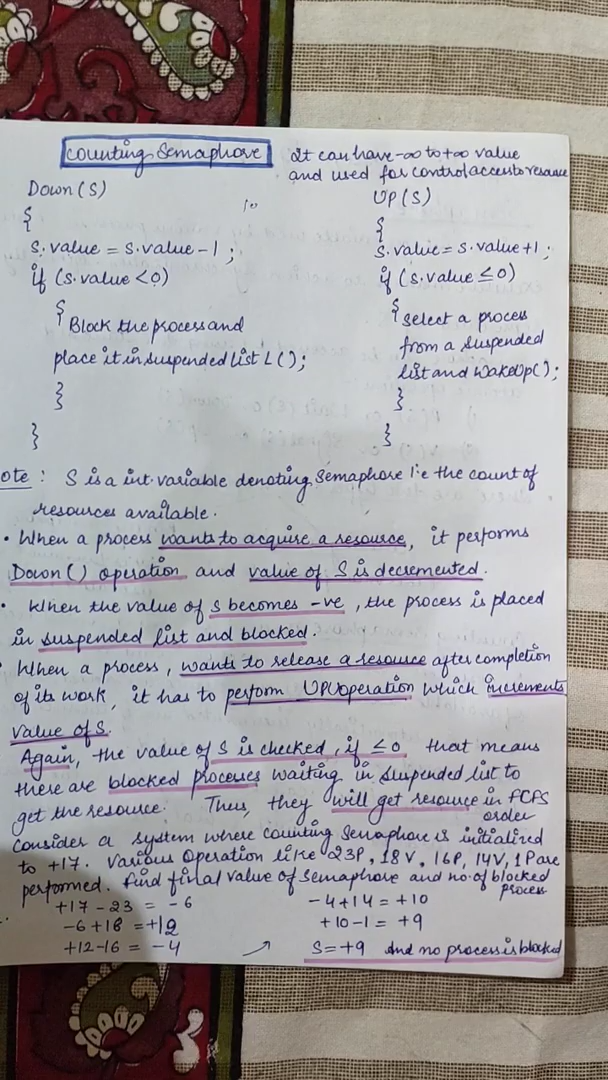 Counting Semaphore
It can have -∞ to +∞ value
and used for control access to resource
Down (S)
{
S.value = S.value - 1 ;
if (S.value < 0)
{
Block the process and
place it in suspended list L();
}
}
UP (S)
{
S.value = S.value + 1 ;
if (S.value ≤ 0)
{
select a process
from a suspended
list and WakeUp();
}
}
ote : S is a int. variable denoting Semaphore i.e the count of
resources available.
• When a process wants to acquire a resource, it performs
Down() operation and value of S is decremented.
• When the value of S becomes -ve, the process is placed
in suspended list and blocked.
• When a process, wants to release a resource after completion
of its work, it has to perform UP() operation which increments
value of S.
Again, the value of S is checked, if ≤ 0 that means
there are blocked processes waiting in suspended list to
get the resource. Thus, they will get resource in FCFS
order
consider a system where counting semaphore is initialized
to +17. Various Operation like 23P, 18V, 16P, 14V, 1P are
performed. Find final value of Semaphore and no. of blocked
process
+17 - 23 = -6
-6 + 18 = +12
+12 - 16 = -4
-4 + 14 = +10
+10 - 1 = +9
→ S = +9 And no process is blocked